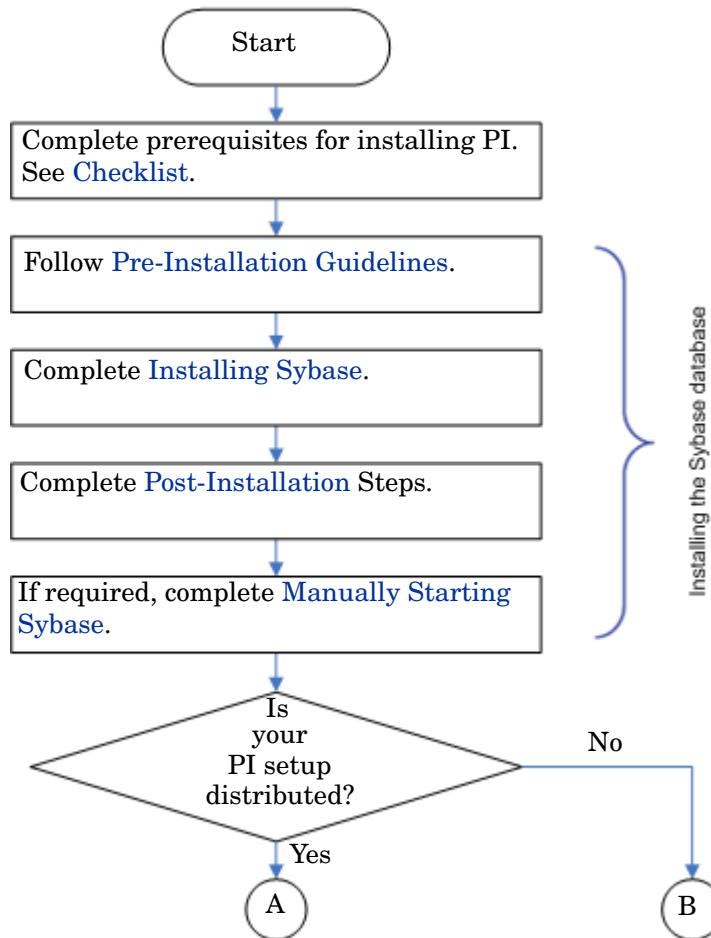 Start
Complete prerequisites for installing PI.
See Checklist.
Follow Pre-Installation Guidelines.
Complete Installing Sybase.
Complete Post-Installation Steps.
If required, complete Manually Starting
Sybase.
Installing the Sybase database
Is
your
PI setup
distributed?
No
Yes
A
B